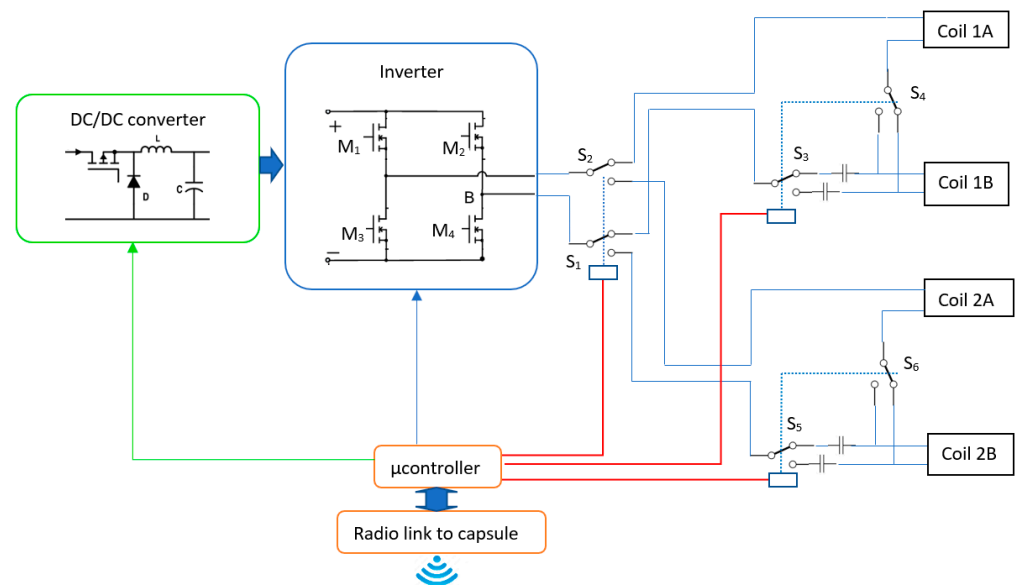 DC/DC converter
L
D
C
Inverter
+
M1
M2
B
M3
M4
–
S2
S1
S3
S4
Coil 1A
Coil 1B
S5
S6
Coil 2A
Coil 2B
μcontroller
Radio link to capsule